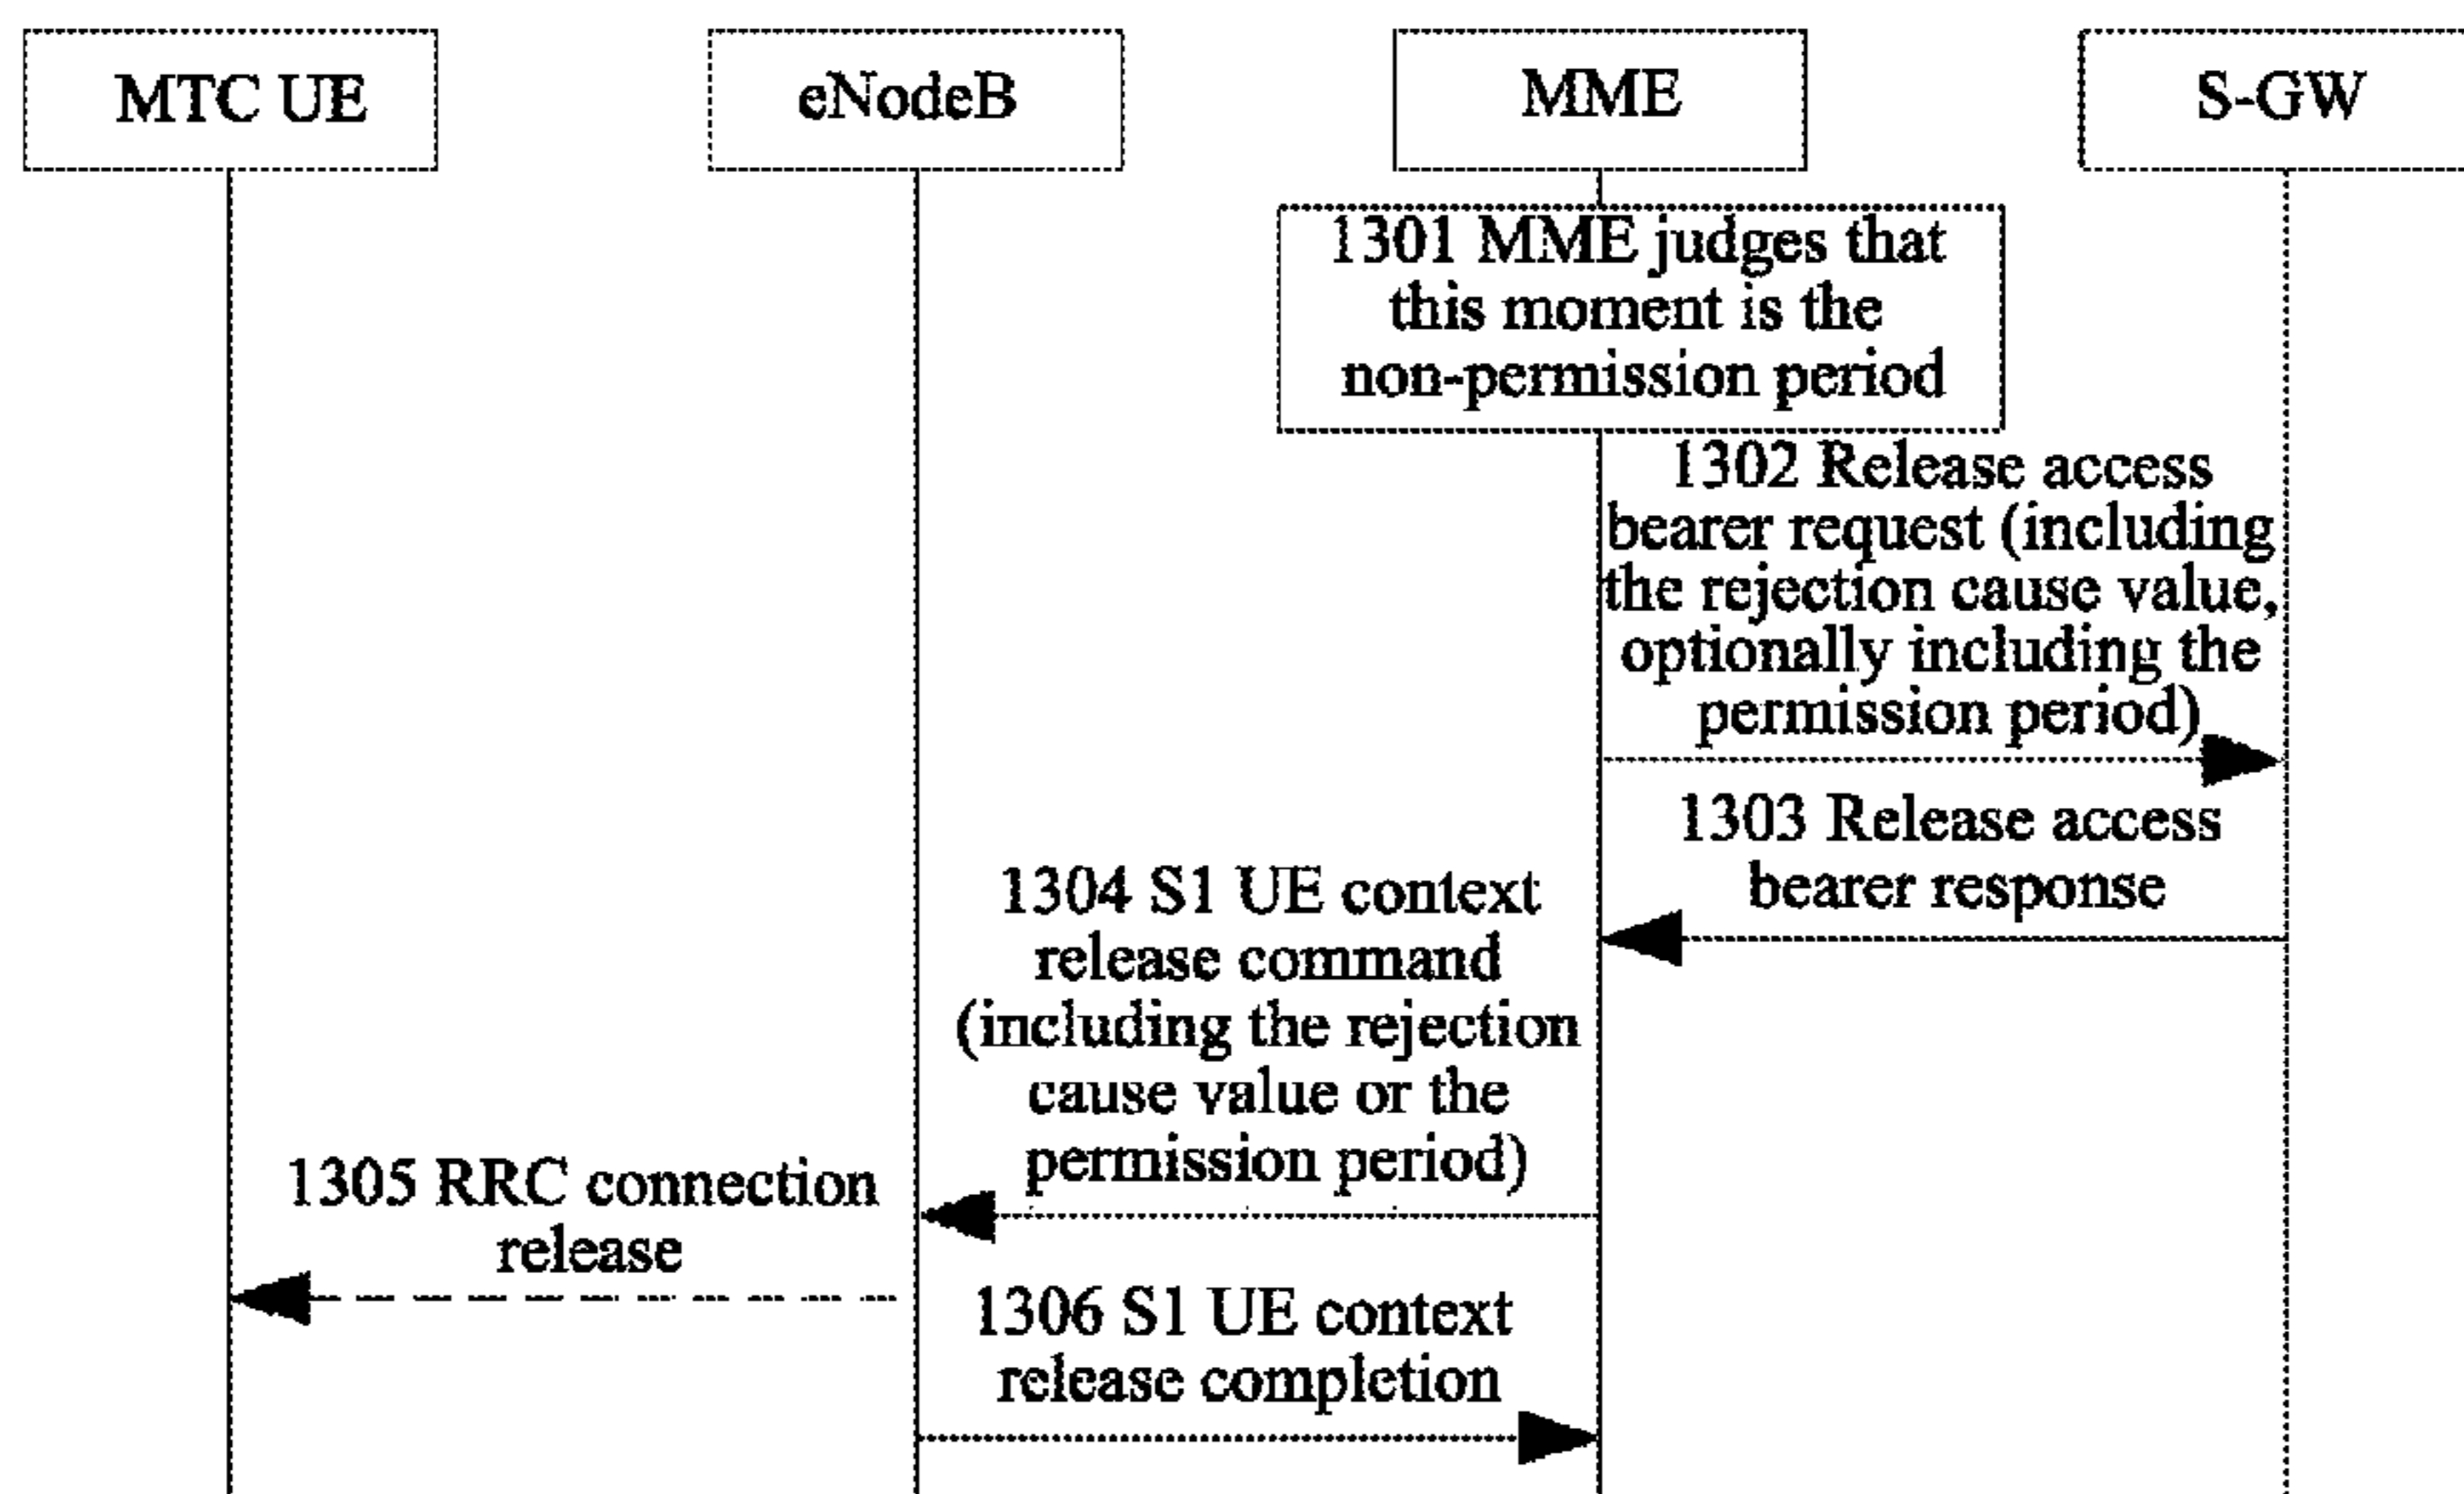 MTC UE
eNodeB
MME
S-GW
1301 MME judges that
this moment is the
non-permission period
1302 Release access
bearer request (including
the rejection cause value,
optionally including the
permission period)
1303 Release access
bearer response
1304 S1 UE context
release command
(including the rejection
cause value or the
permission period)
1305 RRC connection
release
1306 S1 UE context
release completion